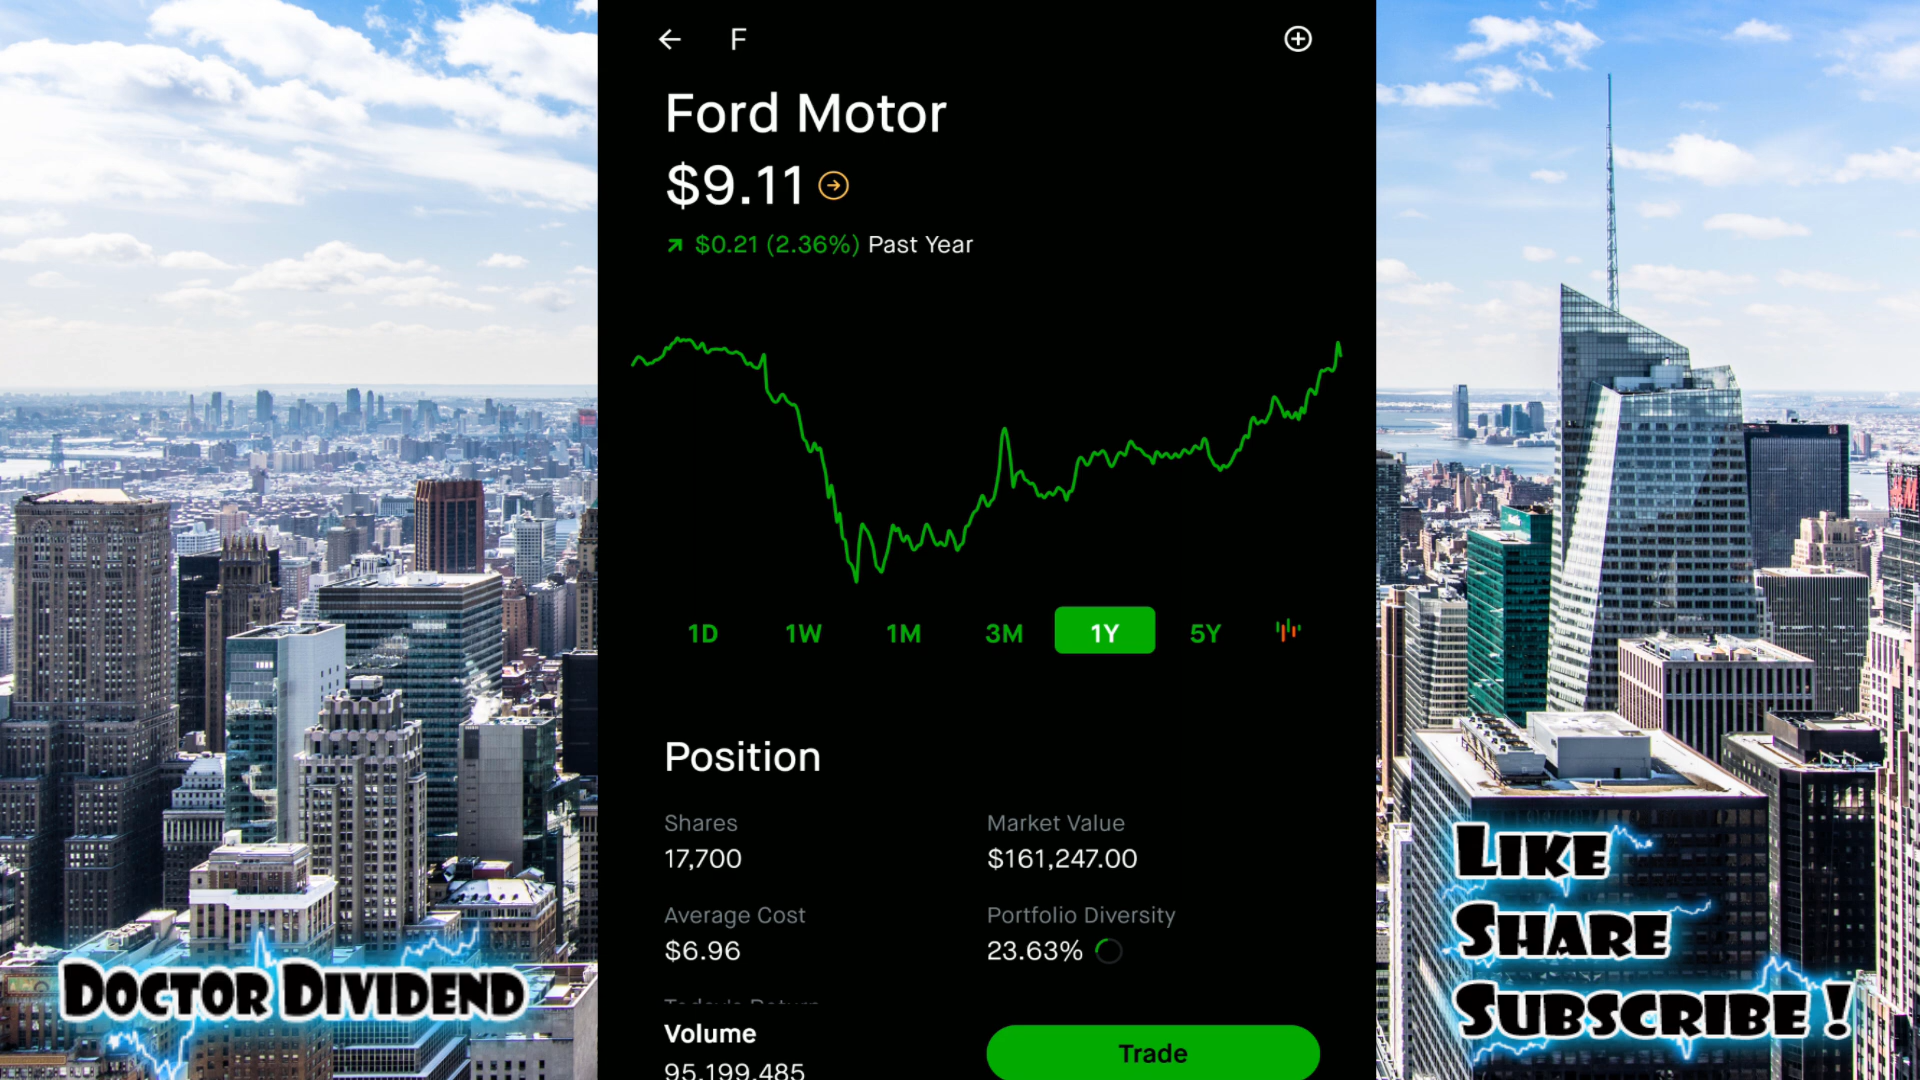 F
Ford Motor
$9.11
$0.21 (2.36%) Past Year
1D 1W 1M 3M 1Y 5Y
Position
Shares
17,700
Market Value
$161,247.00
Average Cost
$6.96
Portfolio Diversity
23.63%
Today's Return
Volume
95,199,485
Trade
DOCTOR DIVIDEND
LIKE
SHARE
SUBSCRIBE !